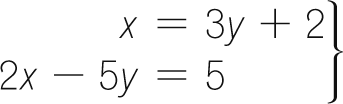 x = 3y + 2
2x − 5y = 5